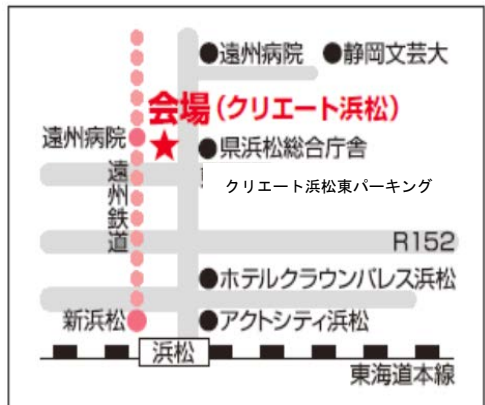 ●遠州病院 ●静岡文芸大
会場(クリエート浜松)
遠州病院
★
●県浜松総合庁舎
クリエート浜松東パーキング
遠州鉄道
R152
●ホテルクラウンパレス浜松
新浜松
●アクトシティ浜松
浜松
東海道本線